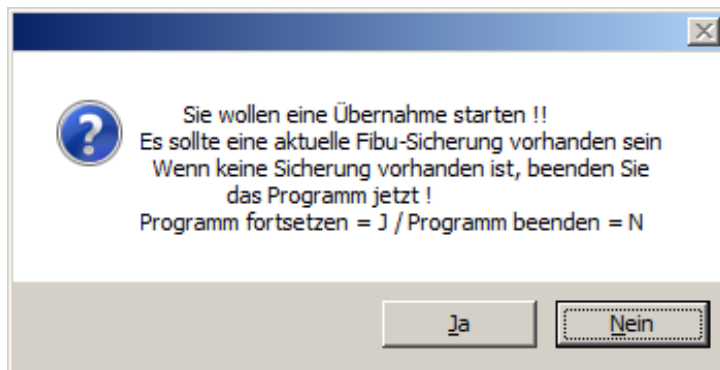 Sie wollen eine Übernahme starten !!
Es sollte eine aktuelle Fibu-Sicherung vorhanden sein
Wenn keine Sicherung vorhanden ist, beenden Sie
das Programm jetzt !
Programm fortsetzen = J / Programm beenden = N
Ja
Nein